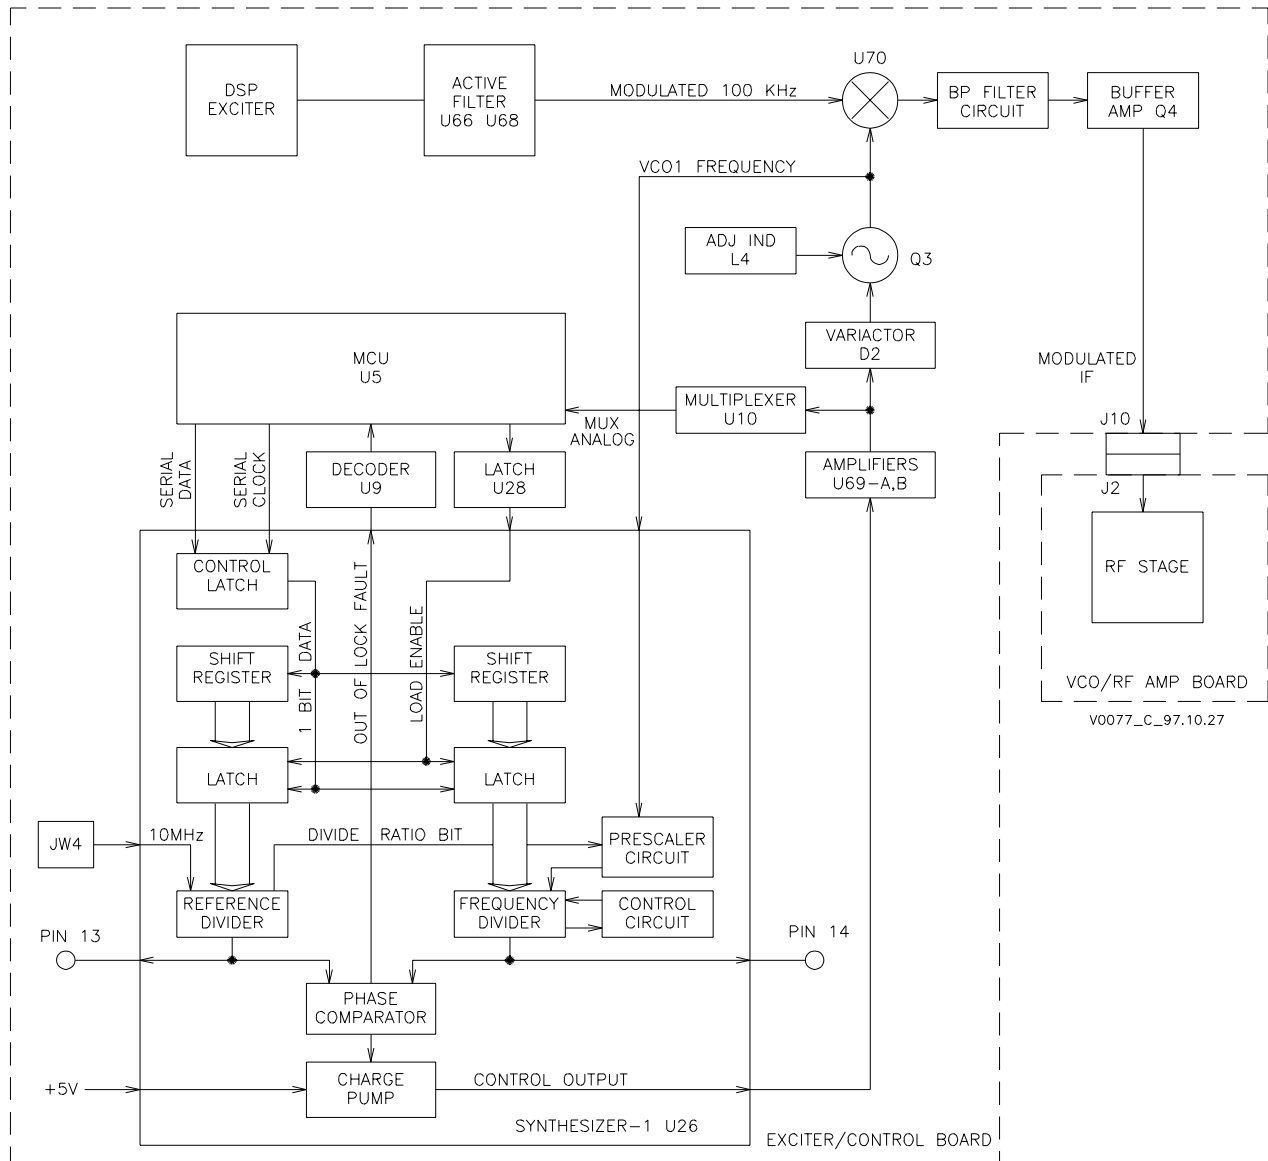 U70
DSP
EXCITER
ACTIVE
FILTER
U66 U68
MODULATED 100 KHz
BP FILTER
CIRCUIT
BUFFER
AMP Q4
VCO1 FREQUENCY
ADJ IND
L4
Q3
VARIACTOR
D2
MCU
U5
MODULATED
IF
MULTIPLEXER
U10
MUX
ANALOG
J10
SERIAL
DATA
SERIAL
CLOCK
DECODER
U9
LATCH
U28
AMPLIFIERS
U69-A,B
J2
RF STAGE
VCO/RF AMP BOARD
V0077_C_97.10.27
CONTROL
LATCH
1 BIT DATA
OUT OF LOCK FAULT
LOAD ENABLE
SHIFT
REGISTER
SHIFT
REGISTER
LATCH
LATCH
JW4
10MHz
DIVIDE RATIO BIT
PRESCALER
CIRCUIT
REFERENCE
DIVIDER
FREQUENCY
DIVIDER
CONTROL
CIRCUIT
PIN 13
PIN 14
PHASE
COMPARATOR
+5V
CHARGE
PUMP
CONTROL OUTPUT
SYNTHESIZER-1 U26
EXCITER/CONTROL BOARD